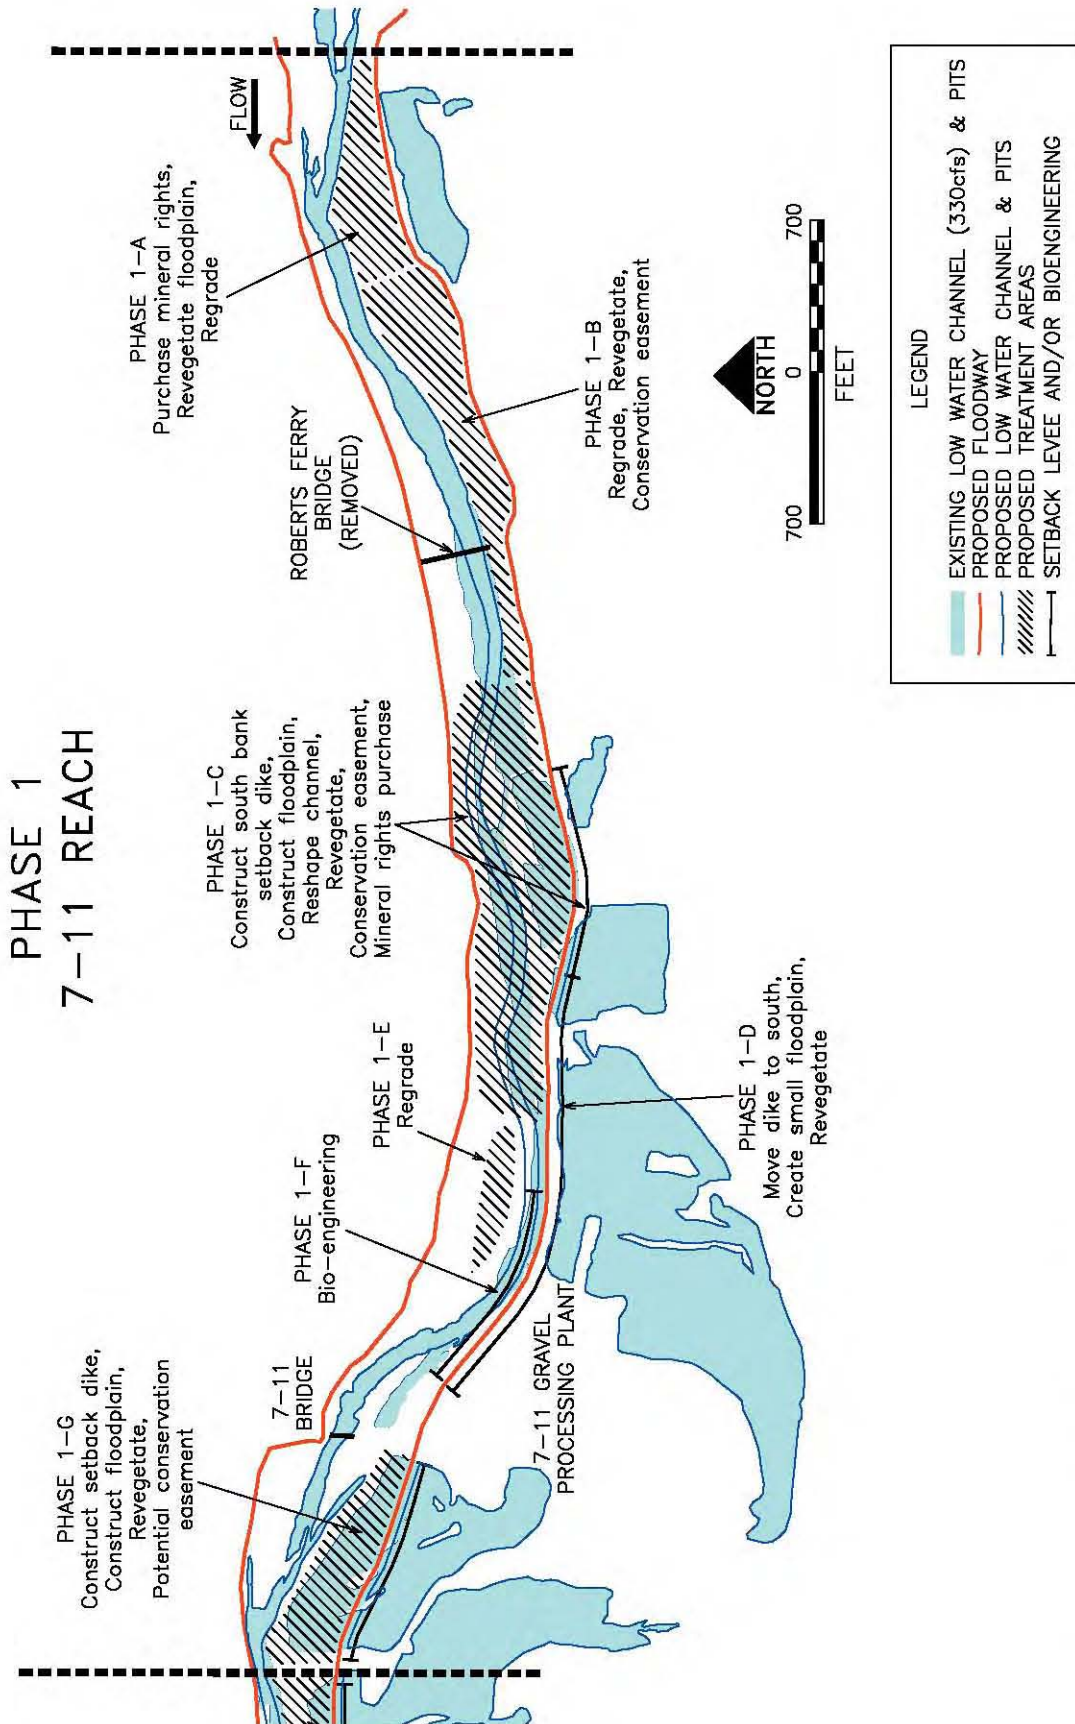 PHASE 1
7-11 REACH
PHASE 1-G
Construct setback dike,
Construct floodplain,
Revegetate,
Potential conservation
easement
7-11
BRIDGE
PHASE 1-F
Bio-engineering
PHASE 1-E
Regrade
PHASE 1-C
Construct south bank
setback dike,
Construct floodplain,
Reshape channel,
Revegetate,
Conservation easement,
Mineral rights purchase
ROBERTS FERRY
BRIDGE
(REMOVED)
PHASE 1-A
Purchase mineral rights,
Revegetate floodplain,
Regrade
FLOW
7-11 GRAVEL
PROCESSING PLANT
PHASE 1-D
Move dike to south,
Create small floodplain,
Revegetate
PHASE 1-B
Regrade, Revegetate,
Conservation easement
NORTH
700 0 700
FEET
LEGEND
EXISTING LOW WATER CHANNEL (330cfs) & PITS
PROPOSED FLOODWAY
PROPOSED LOW WATER CHANNEL & PITS
PROPOSED TREATMENT AREAS
SETBACK LEVEE AND/OR BIOENGINEERING